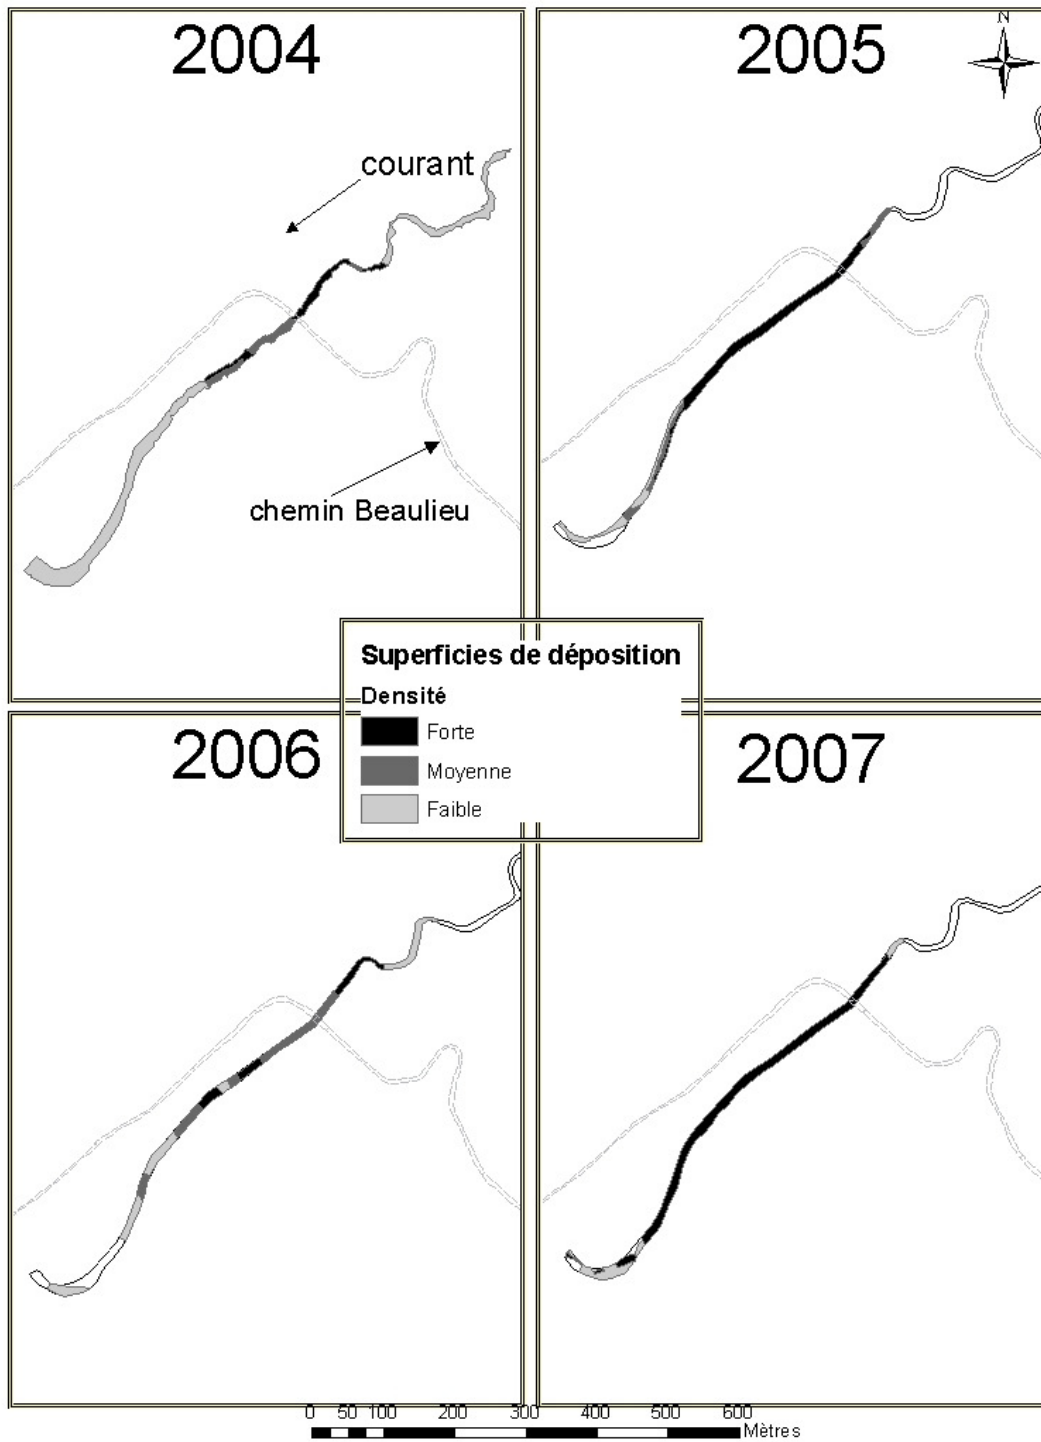 2004
2005
N
courant
chemin Beaulieu
Superficies de déposition
Densité
Forte
Moyenne
Faible
2006
2007
0 50 100 200 300 400 500 600
Mètres